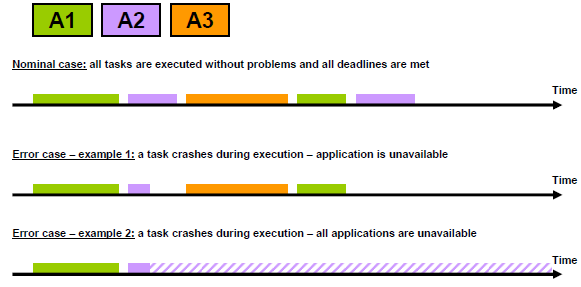 A1 A2 A3
Nominal case: all tasks are executed without problems and all deadlines are met
Time
Error case – example 1: a task crashes during execution – application is unavailable
Time
Error case – example 2: a task crashes during execution – all applications are unavailable
Time